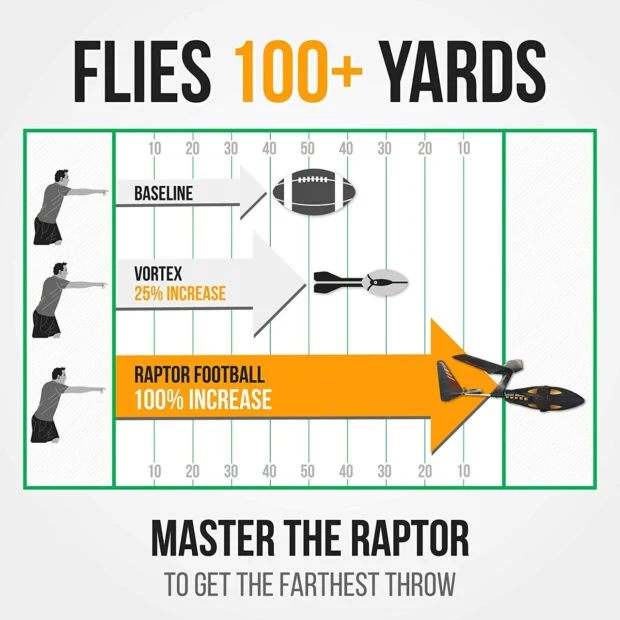 FLIES 100+ YARDS
10 20 30 40 50 40 30 20 10
BASELINE
VORTEX
25% INCREASE
RAPTOR FOOTBALL
100% INCREASE
10 20 30 40 50 40 30 20 10
MASTER THE RAPTOR
TO GET THE FARTHEST THROW